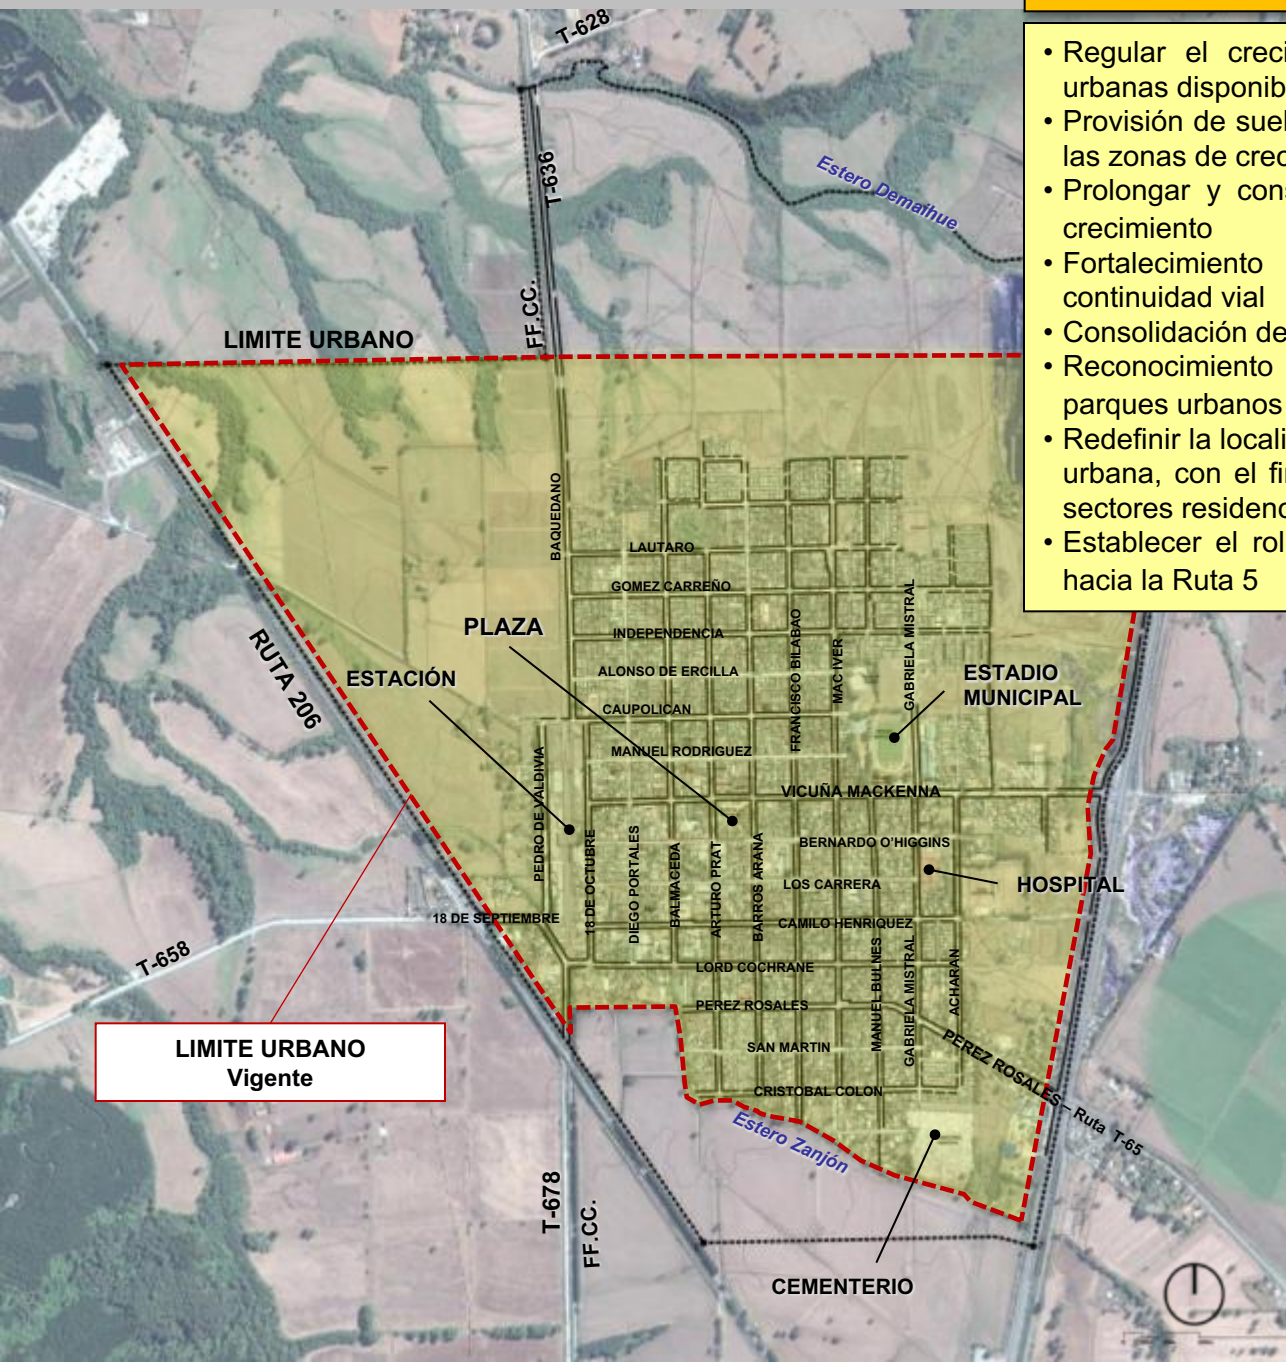 T-628
• Regular el creci
urbanas disponib
• Provisión de suel
las zonas de crec
• Prolongar y cons
crecimiento
• Fortalecimiento
continuidad vial
• Consolidación de
• Reconocimiento
parques urbanos
• Redefinir la locali
urbana, con el fin
sectores residenc
• Establecer el rol
hacia la Ruta 5
T-636
Estero Demaihue
FF.CC.
LIMITE URBANO
BAQUEDANO
LAUTARO
GOMEZ CARREÑO
INDEPENDENCIA
ALONSO DE ERCILLA
CAUPOLICAN
MANUEL RODRIGUEZ
FRANCISCO BILABAO
MAC IVER
GABRIELA MISTRAL
PLAZA
ESTACIÓN
ESTADIO
MUNICIPAL
RUTA 206
PEDRO DE VALDIVIA
VICUÑA MACKENNA
BERNARDO O'HIGGINS
LOS CARRERA
CAMILO HENRIQUEZ
HOSPITAL
18 DE OCTUBRE
DIEGO PORTALES
BALMACEDA
ARTURO PRAT
BARROS ARANA
18 DE SEPTIEMBRE
T-658
LORD COCHRANE
PEREZ ROSALES
SAN MARTIN
CRISTOBAL COLON
MANUEL BULNES
GABRIELA MISTRAL
ACHARAN
PEREZ ROSALES – Ruta T-65
LIMITE URBANO
Vigente
Estero Zanjón
T-678
FF.CC.
CEMENTERIO